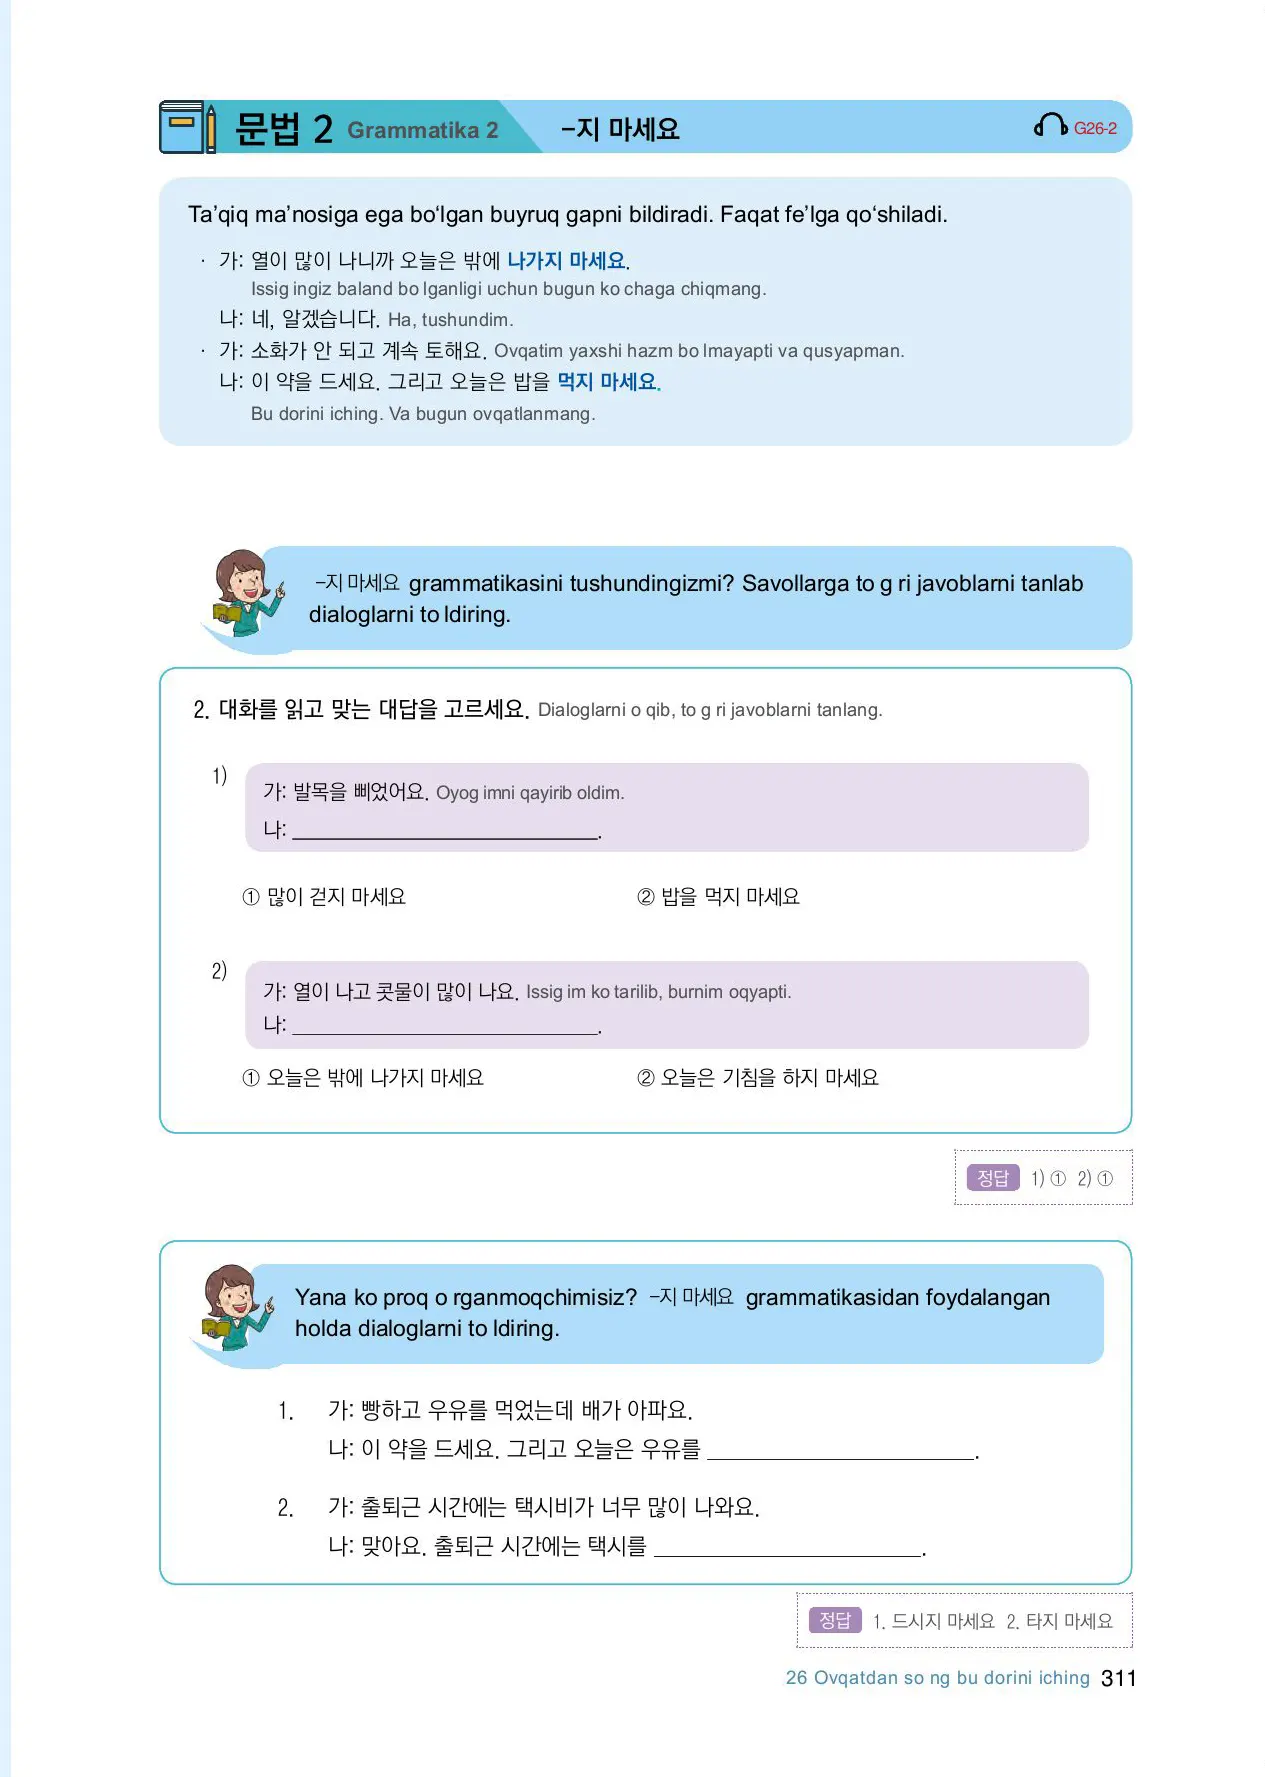 문법 2 Grammatika 2 –지 마세요 G26-2
Ta’qiq ma’nosiga ega bo‘lgan buyruq gapni bildiradi. Faqat fe’lga qo‘shiladi.
· 가: 열이 많이 나니까 오늘은 밖에 나가지 마세요.
Issig ingiz baland bo lganligi uchun bugun ko chaga chiqmang.
나: 네, 알겠습니다. Ha, tushundim.
· 가: 소화가 안 되고 계속 토해요. Ovqatim yaxshi hazm bo lmayapti va qusyapman.
나: 이 약을 드세요. 그리고 오늘은 밥을 먹지 마세요.
Bu dorini iching. Va bugun ovqatlanmang.
–지 마세요 grammatikasini tushundingizmi? Savollarga to g ri javoblarni tanlab
dialoglarni to ldiring.
2. 대화를 읽고 맞는 대답을 고르세요. Dialoglarni o qib, to g ri javoblarni tanlang.
1)
가: 발목을 삐었어요. Oyog imni qayirib oldim.
나: ____________________________.
① 많이 걷지 마세요 ② 밥을 먹지 마세요
2)
가: 열이 나고 콧물이 많이 나요. Issig im ko tarilib, burnim oqyapti.
나: ____________________________.
① 오늘은 밖에 나가지 마세요 ② 오늘은 기침을 하지 마세요
정답 1) ① 2) ①
Yana ko proq o rganmoqchimisiz? –지 마세요 grammatikasidan foydalangan
holda dialoglarni to ldiring.
1. 가: 빵하고 우유를 먹었는데 배가 아파요.
나: 이 약을 드세요. 그리고 오늘은 우유를 ________________________.
2. 가: 출퇴근 시간에는 택시비가 너무 많이 나와요.
나: 맞아요. 출퇴근 시간에는 택시를 ________________________.
정답 1. 드시지 마세요 2. 타지 마세요
26 Ovqatdan so ng bu dorini iching 311